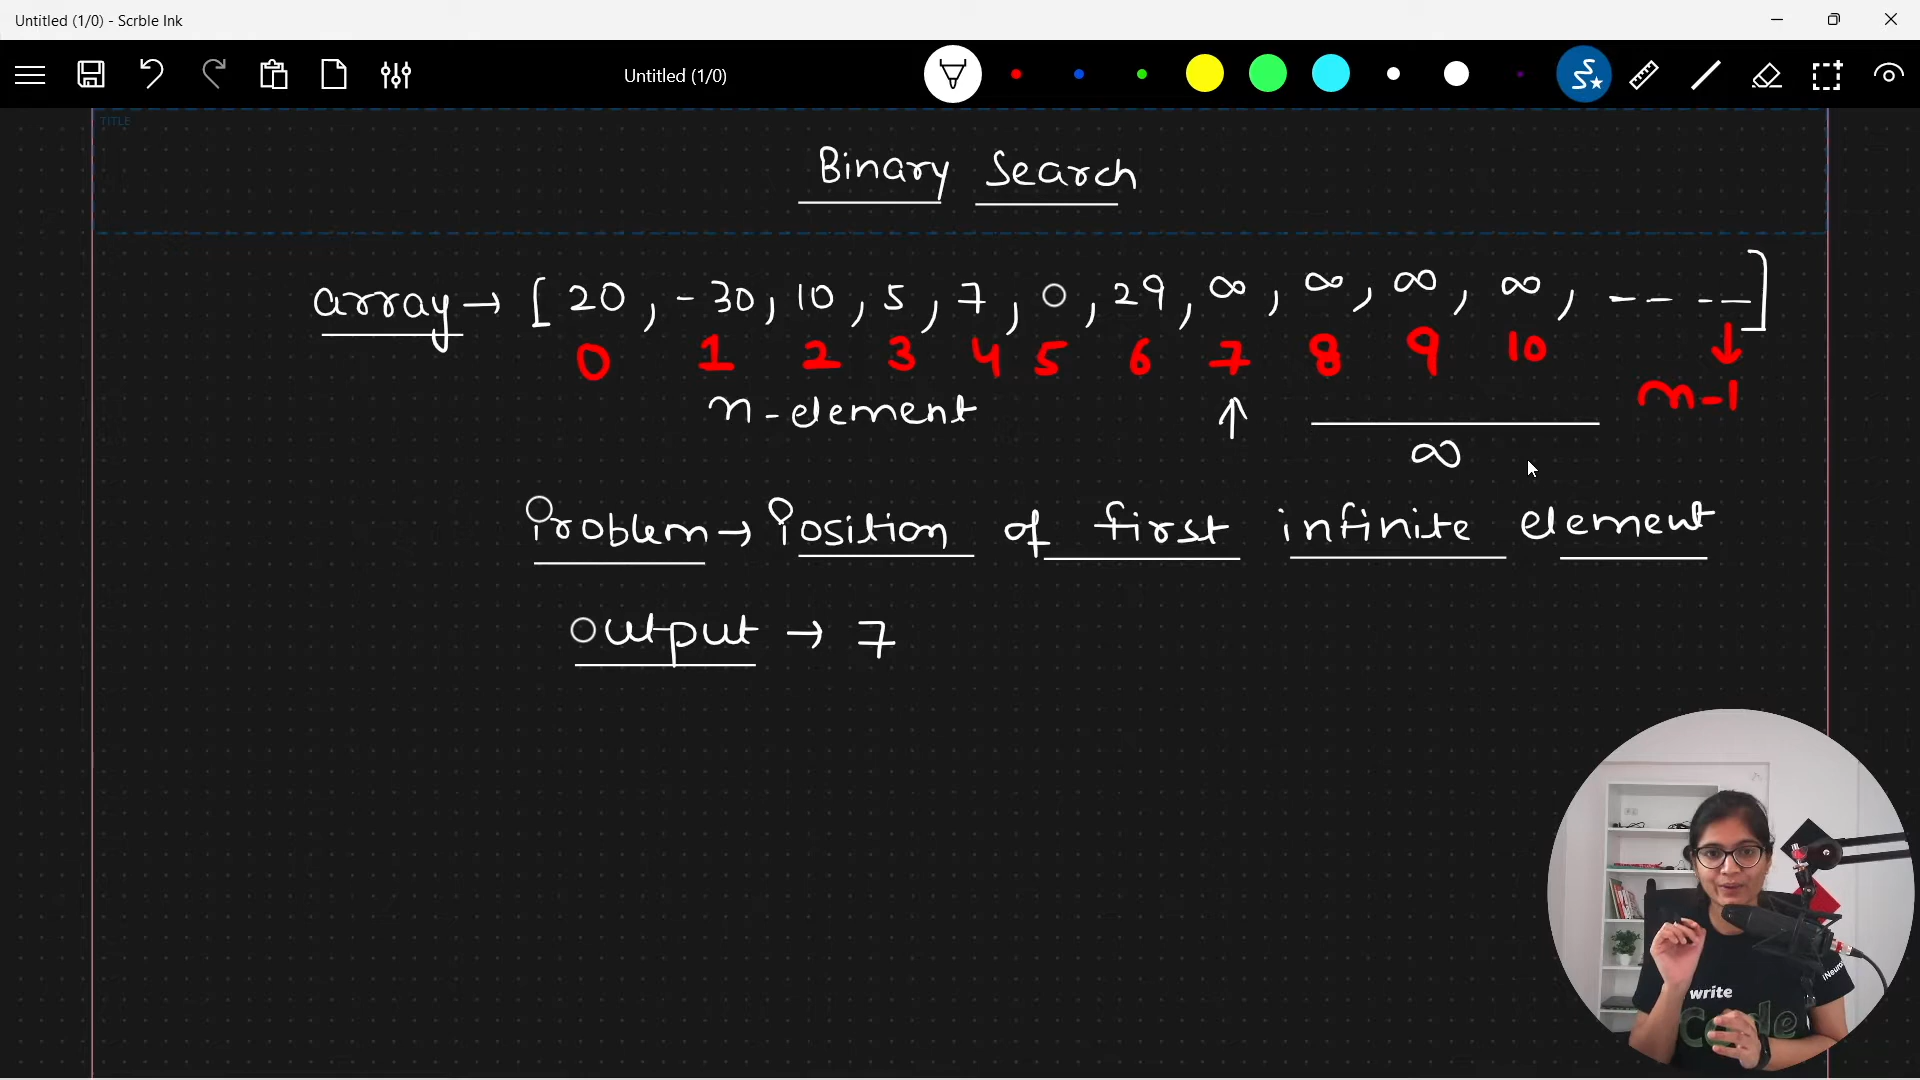 Untitled (1/0) - Scrble Ink
Untitled (1/0)
TITLE
Binary Search
array → [ 20 , -30 , 10 , 5 , 7 , 0 , 29 , ∞ , ∞ , ∞ , ∞ , -- -- ]
0 1 2 3 4 5 6 7 8 9 10 ↓
n-element ↑ n-1
∞
Problem → Position of first infinite element
output → 7
write
Code